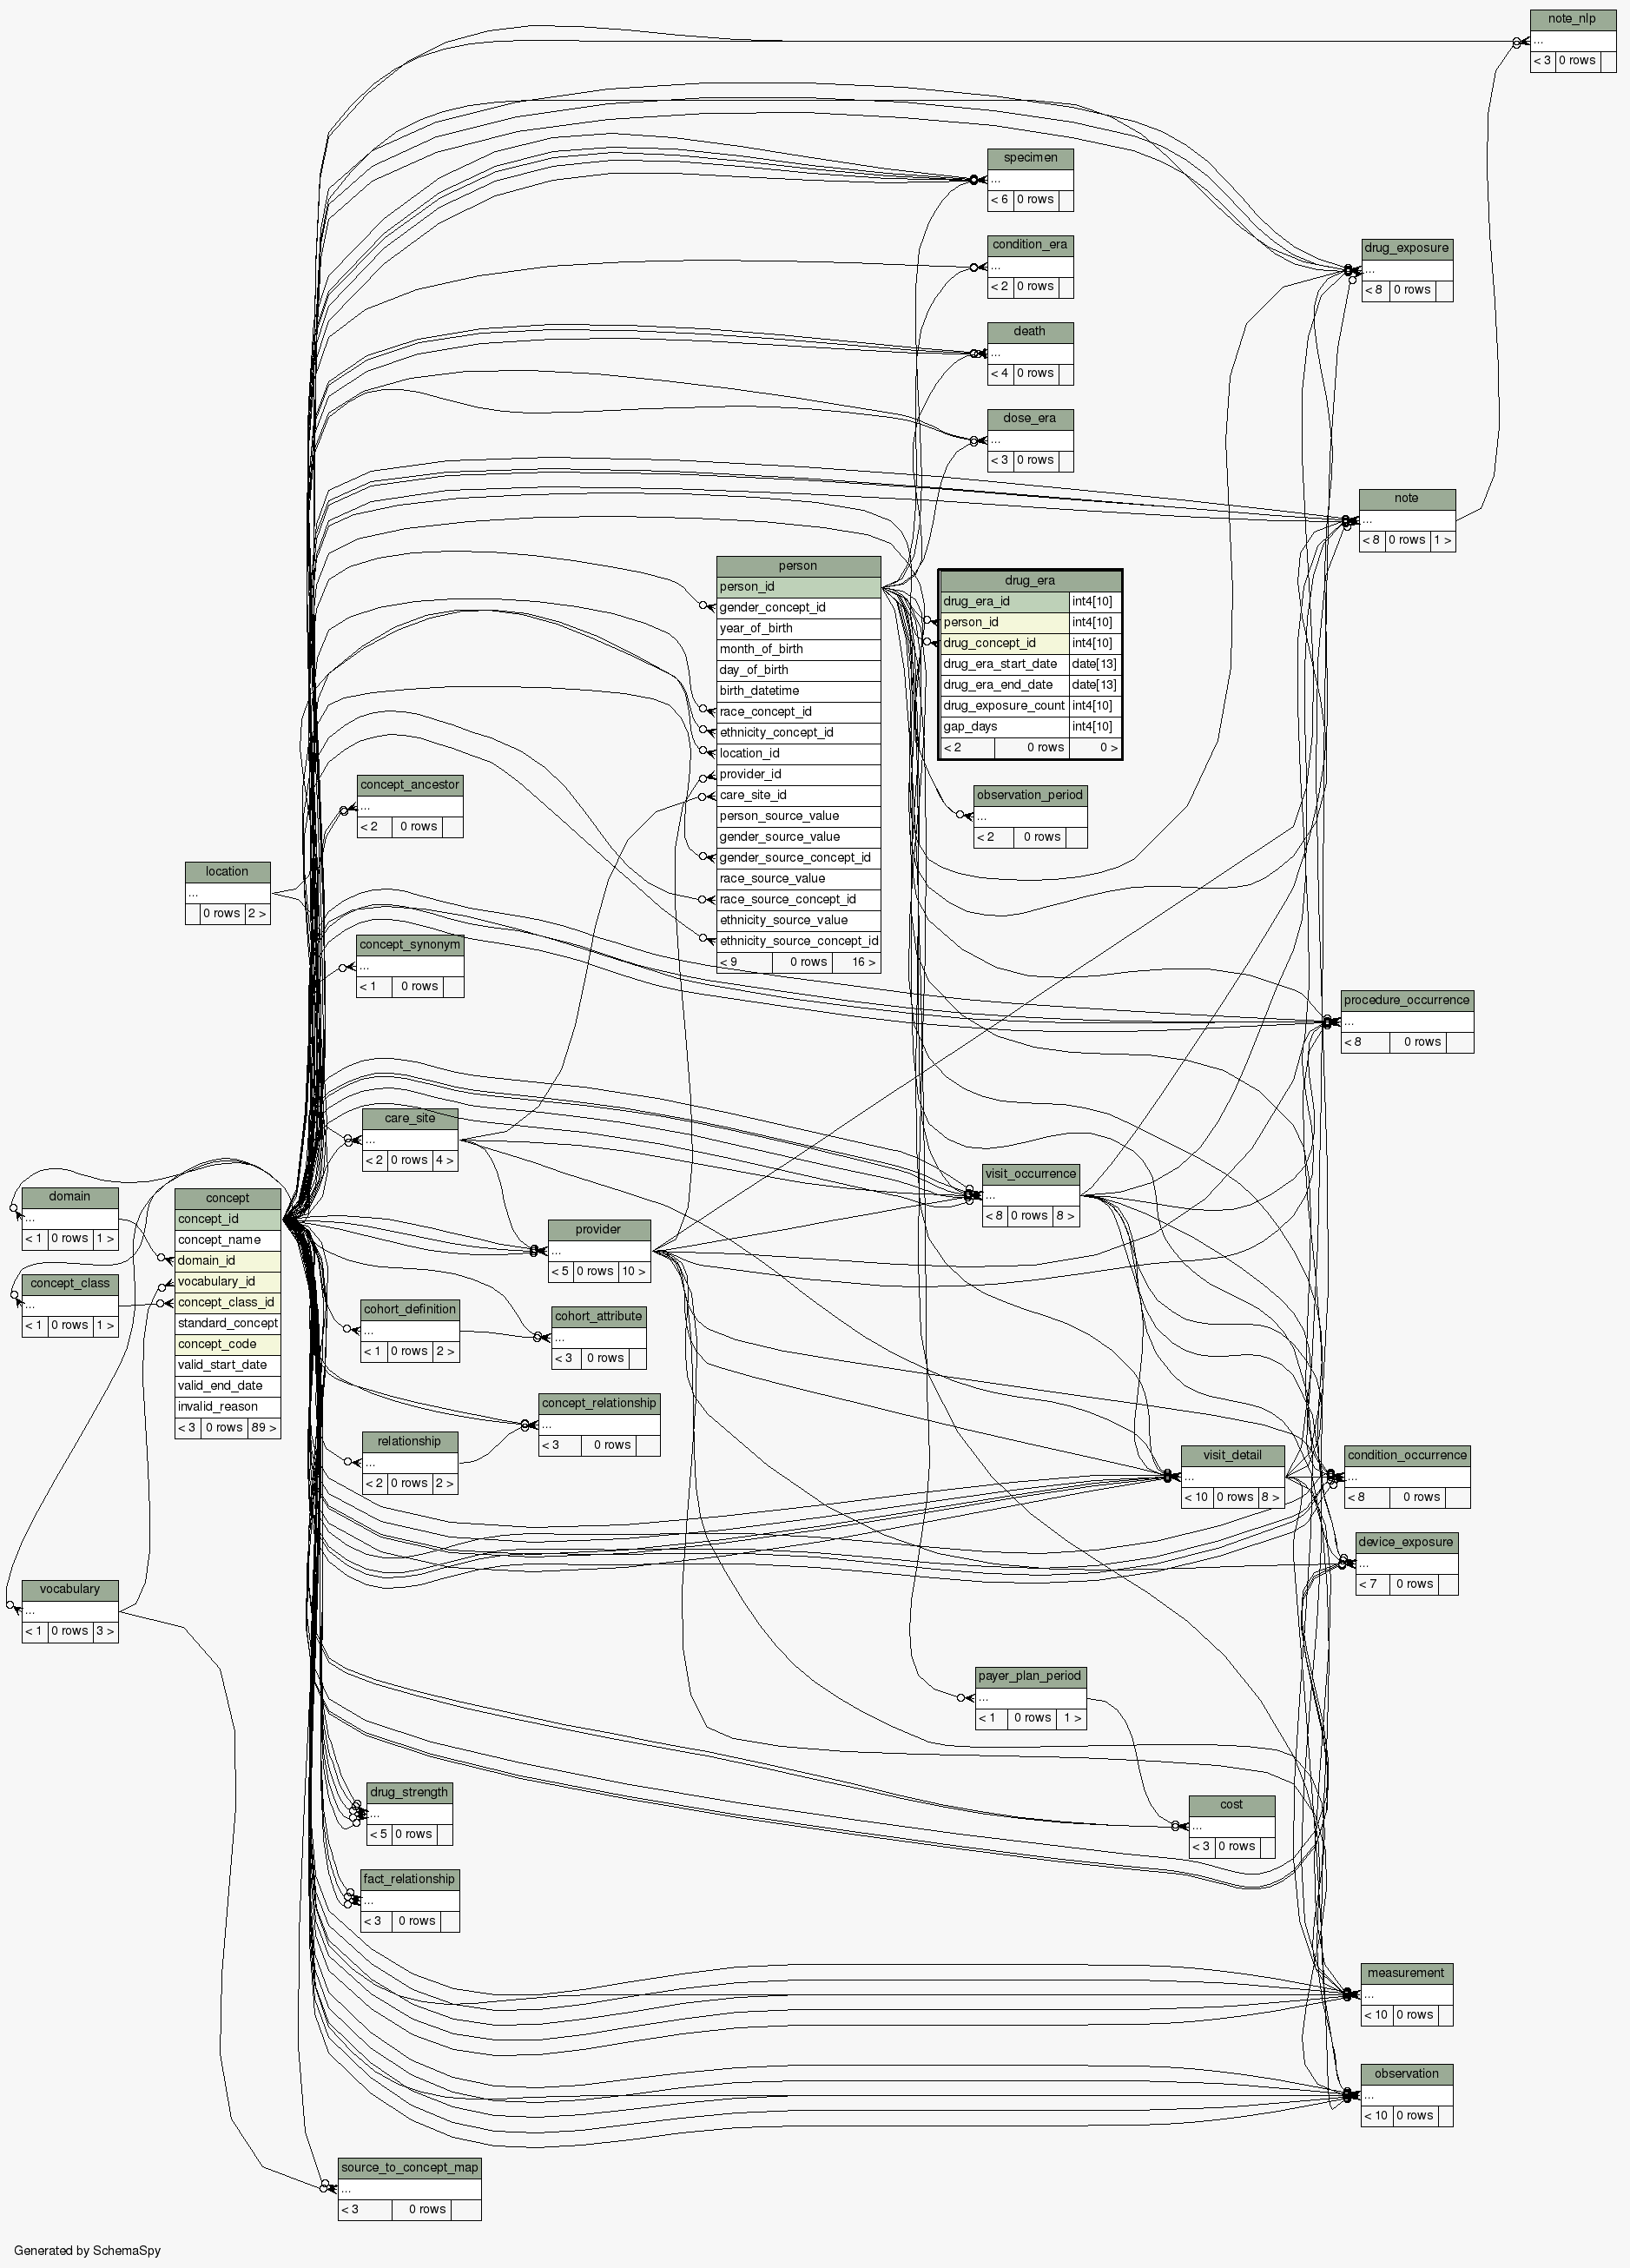 note_nlp
...
< 3 0 rows
specimen
...
< 6 0 rows
condition_era
...
< 2 0 rows
drug_exposure
...
< 8 0 rows
death
...
< 4 0 rows
dose_era
...
< 3 0 rows
note
...
< 8 0 rows 1 >
person
person_id
gender_concept_id
year_of_birth
month_of_birth
day_of_birth
birth_datetime
race_concept_id
ethnicity_concept_id
location_id
provider_id
care_site_id
person_source_value
gender_source_value
gender_source_concept_id
race_source_value
race_source_concept_id
ethnicity_source_value
ethnicity_source_concept_id
< 9 0 rows 16 >
drug_era
drug_era_id int4[10]
person_id int4[10]
drug_concept_id int4[10]
drug_era_start_date date[13]
drug_era_end_date date[13]
drug_exposure_count int4[10]
gap_days int4[10]
< 2 0 rows 0 >
concept_ancestor
...
< 2 0 rows
observation_period
...
< 2 0 rows
location
...
0 rows 2 >
concept_synonym
...
< 1 0 rows
procedure_occurrence
...
< 8 0 rows
care_site
...
< 2 0 rows 4 >
visit_occurrence
...
< 8 0 rows 8 >
domain
...
< 1 0 rows 1 >
concept_class
...
< 1 0 rows 1 >
concept
concept_id
concept_name
domain_id
vocabulary_id
concept_class_id
standard_concept
concept_code
valid_start_date
valid_end_date
invalid_reason
< 3 0 rows 89 >
provider
...
< 5 0 rows 10 >
cohort_definition
...
< 1 0 rows 2 >
cohort_attribute
...
< 3 0 rows
concept_relationship
...
< 3 0 rows
relationship
...
< 2 0 rows 2 >
visit_detail
...
< 10 0 rows 8 >
condition_occurrence
...
< 8 0 rows
device_exposure
...
< 7 0 rows
vocabulary
...
< 1 0 rows 3 >
payer_plan_period
...
< 1 0 rows 1 >
drug_strength
...
< 5 0 rows
cost
...
< 3 0 rows
fact_relationship
...
< 3 0 rows
measurement
...
< 10 0 rows
observation
...
< 10 0 rows
source_to_concept_map
...
< 3 0 rows
Generated by SchemaSpy